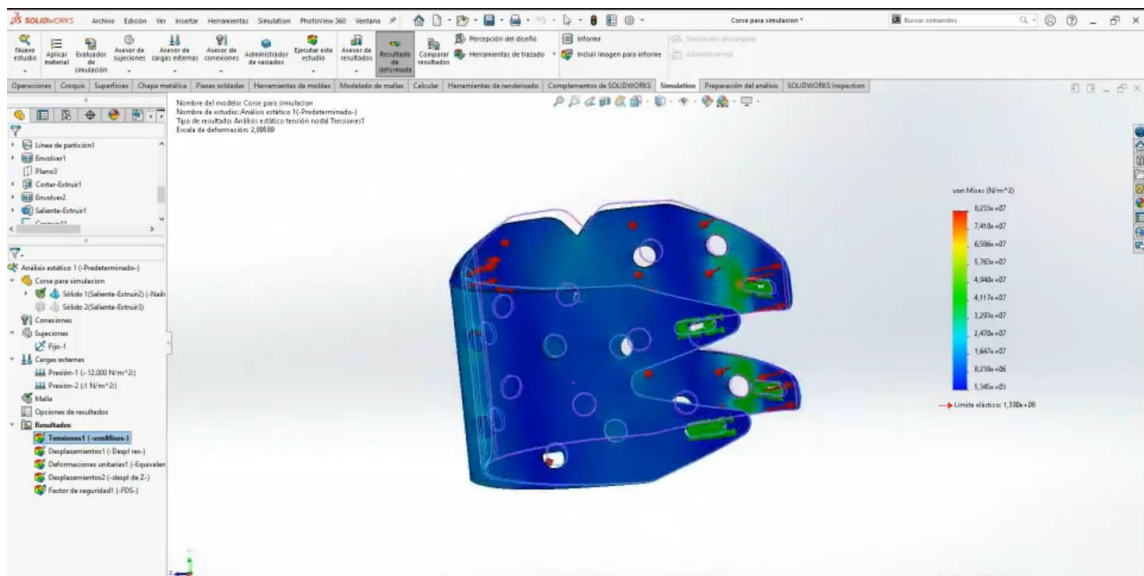 SOLIDWORKS Archivo Edición Ver Insertar Herramientas Simulation PhotoView 360 Ventana
Corse para simulacion *
Buscar comandos
Nuevo estudio
Aplicar material
Evaluador de simulación
Asesor de sujeciones
Asesor de cargas externas
Asesor de conexiones
Administrador de vaciados
Ejecutar este estudio
Asesor de resultados
Resultado de deformada
Comparar resultados
Percepción del diseño
Herramientas de trazado
Informe
Incluir imagen para informe
Simulación descargada
Operaciones Croquis Superficies Chapa metálica Piezas soldadas Herramientas de moldes Modelado de mallas Calcular Herramientas de renderizado Complementos de SOLIDWORKS Simulation Preparación del análisis SOLIDWORKS Inspection
Nombre del modelo: Corse para simulacion
Nombre de estudio: Análisis estático 1(-Predeterminado-)
Tipo de resultado: Análisis estático tensión nodal Tensiones1
Escala de deformación: 2,89589
Línea de partición1
Envolver1
Plano3
Cortar-Extruir1
Envolver2
Saliente-Extruir1
Análisis estático 1 (-Predeterminado-)
Corse para simulacion
Sólido 1(Saliente-Extruir2) (-Nailo
Sólido 2(Saliente-Extruir3)
Conexiones
Sujeciones
Fijo-1
Cargas externas
Presión-1 (:-12.000 N/m^2:)
Presión-2 (:1 N/m^2:)
Malla
Opciones de resultados
Resultados
Tensiones1 (-vonMises-)
Desplazamientos1 (-Despl res-)
Deformaciones unitarias1 (-Equivalen
Desplazamientos2 (-despl de Z-)
Factor de seguridad1 (-FDS-)
von Mises (N/m^2)
8,233e+07
7,410e+07
6,586e+07
5,763e+07
4,940e+07
4,117e+07
3,293e+07
2,470e+07
1,647e+07
8,238e+06
5,345e+03
Límite elástico: 1,390e+08